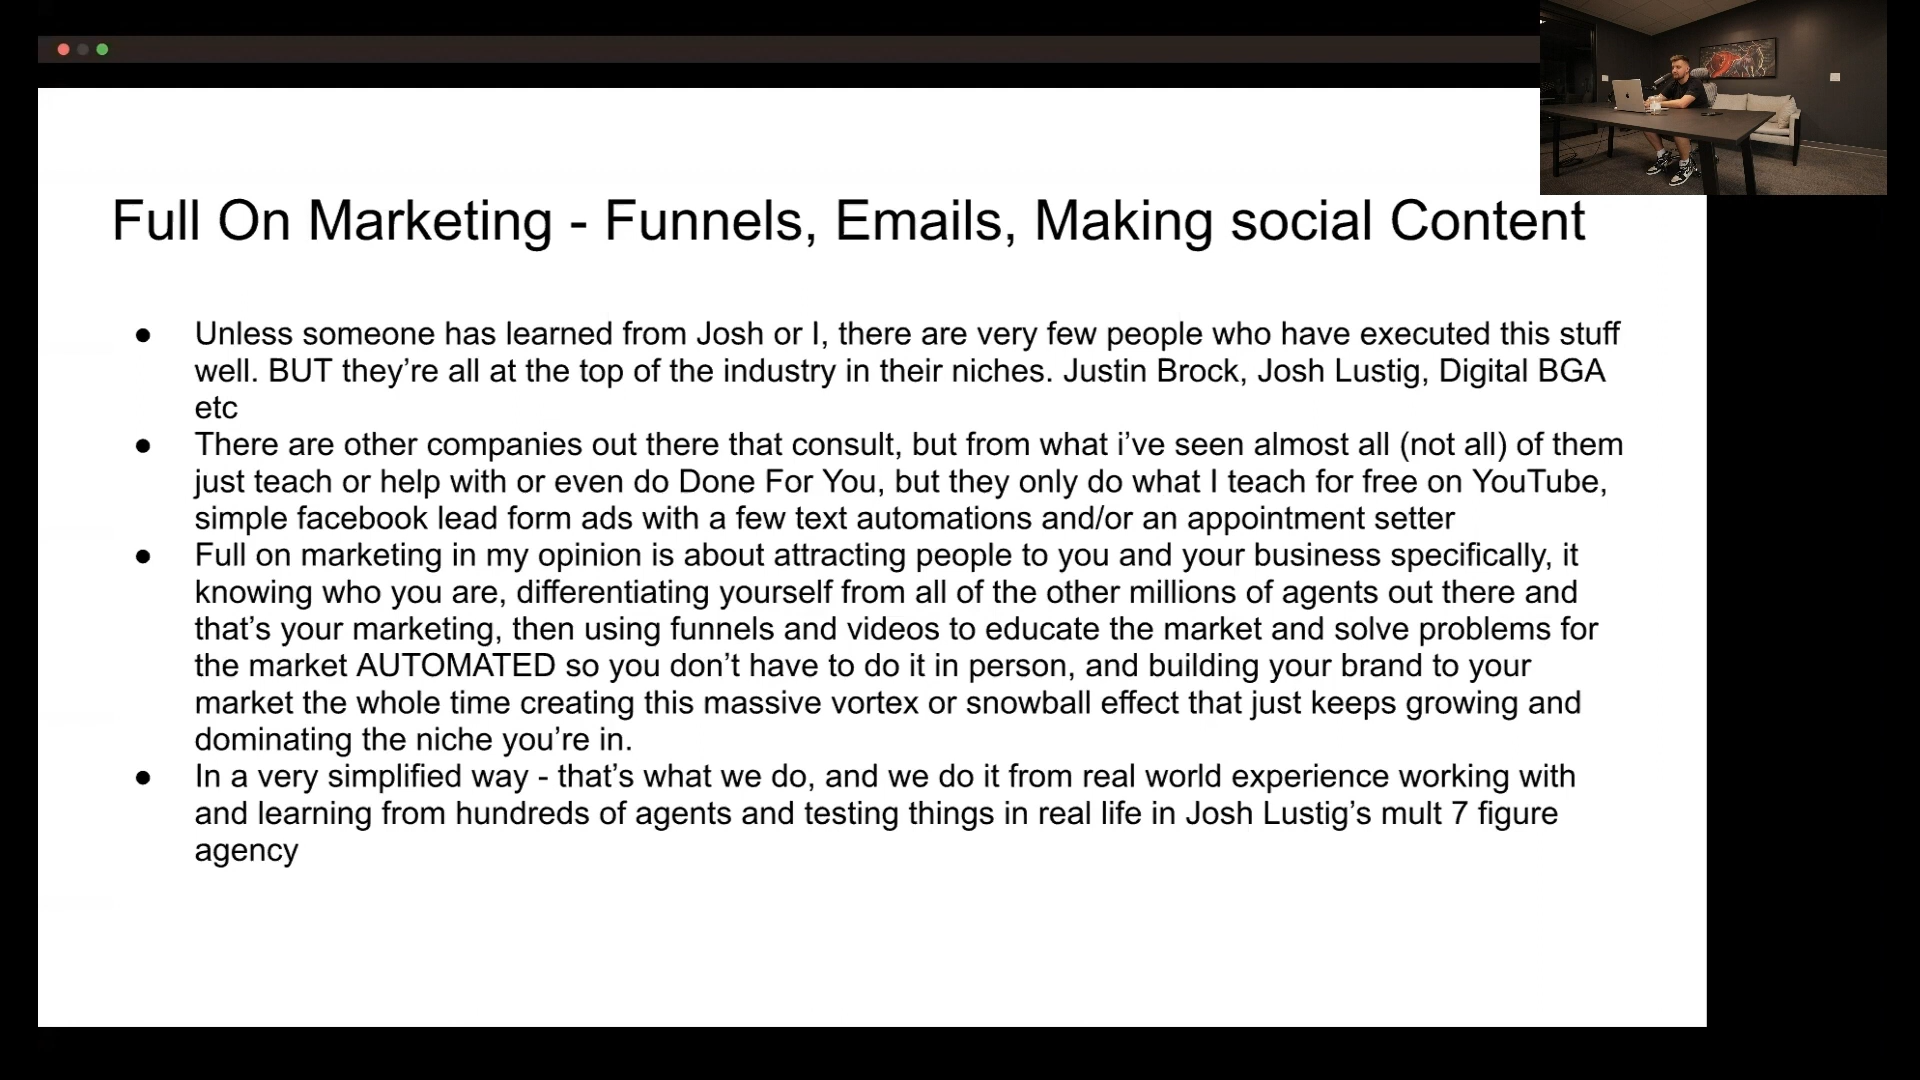 Full On Marketing - Funnels, Emails, Making social Content
● Unless someone has learned from Josh or I, there are very few people who have executed this stuff
well. BUT they’re all at the top of the industry in their niches. Justin Brock, Josh Lustig, Digital BGA
etc
● There are other companies out there that consult, but from what i’ve seen almost all (not all) of them
just teach or help with or even do Done For You, but they only do what I teach for free on YouTube,
simple facebook lead form ads with a few text automations and/or an appointment setter
● Full on marketing in my opinion is about attracting people to you and your business specifically, it
knowing who you are, differentiating yourself from all of the other millions of agents out there and
that’s your marketing, then using funnels and videos to educate the market and solve problems for
the market AUTOMATED so you don’t have to do it in person, and building your brand to your
market the whole time creating this massive vortex or snowball effect that just keeps growing and
dominating the niche you’re in.
● In a very simplified way - that’s what we do, and we do it from real world experience working with
and learning from hundreds of agents and testing things in real life in Josh Lustig’s mult 7 figure
agency